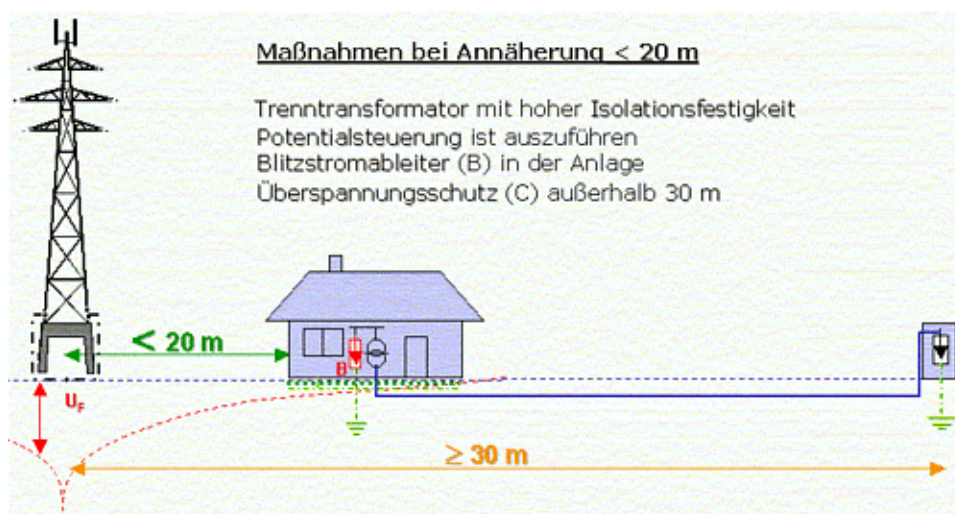 Maßnahmen bei Annäherung < 20 m
Trenntransformator mit hoher Isolationsfestigkeit
Potentialsteuerung ist auszuführen
Blitzstromableiter (B) in der Anlage
Überspannungsschutz (C) außerhalb 30 m
< 20 m
B
U_F
≥ 30 m